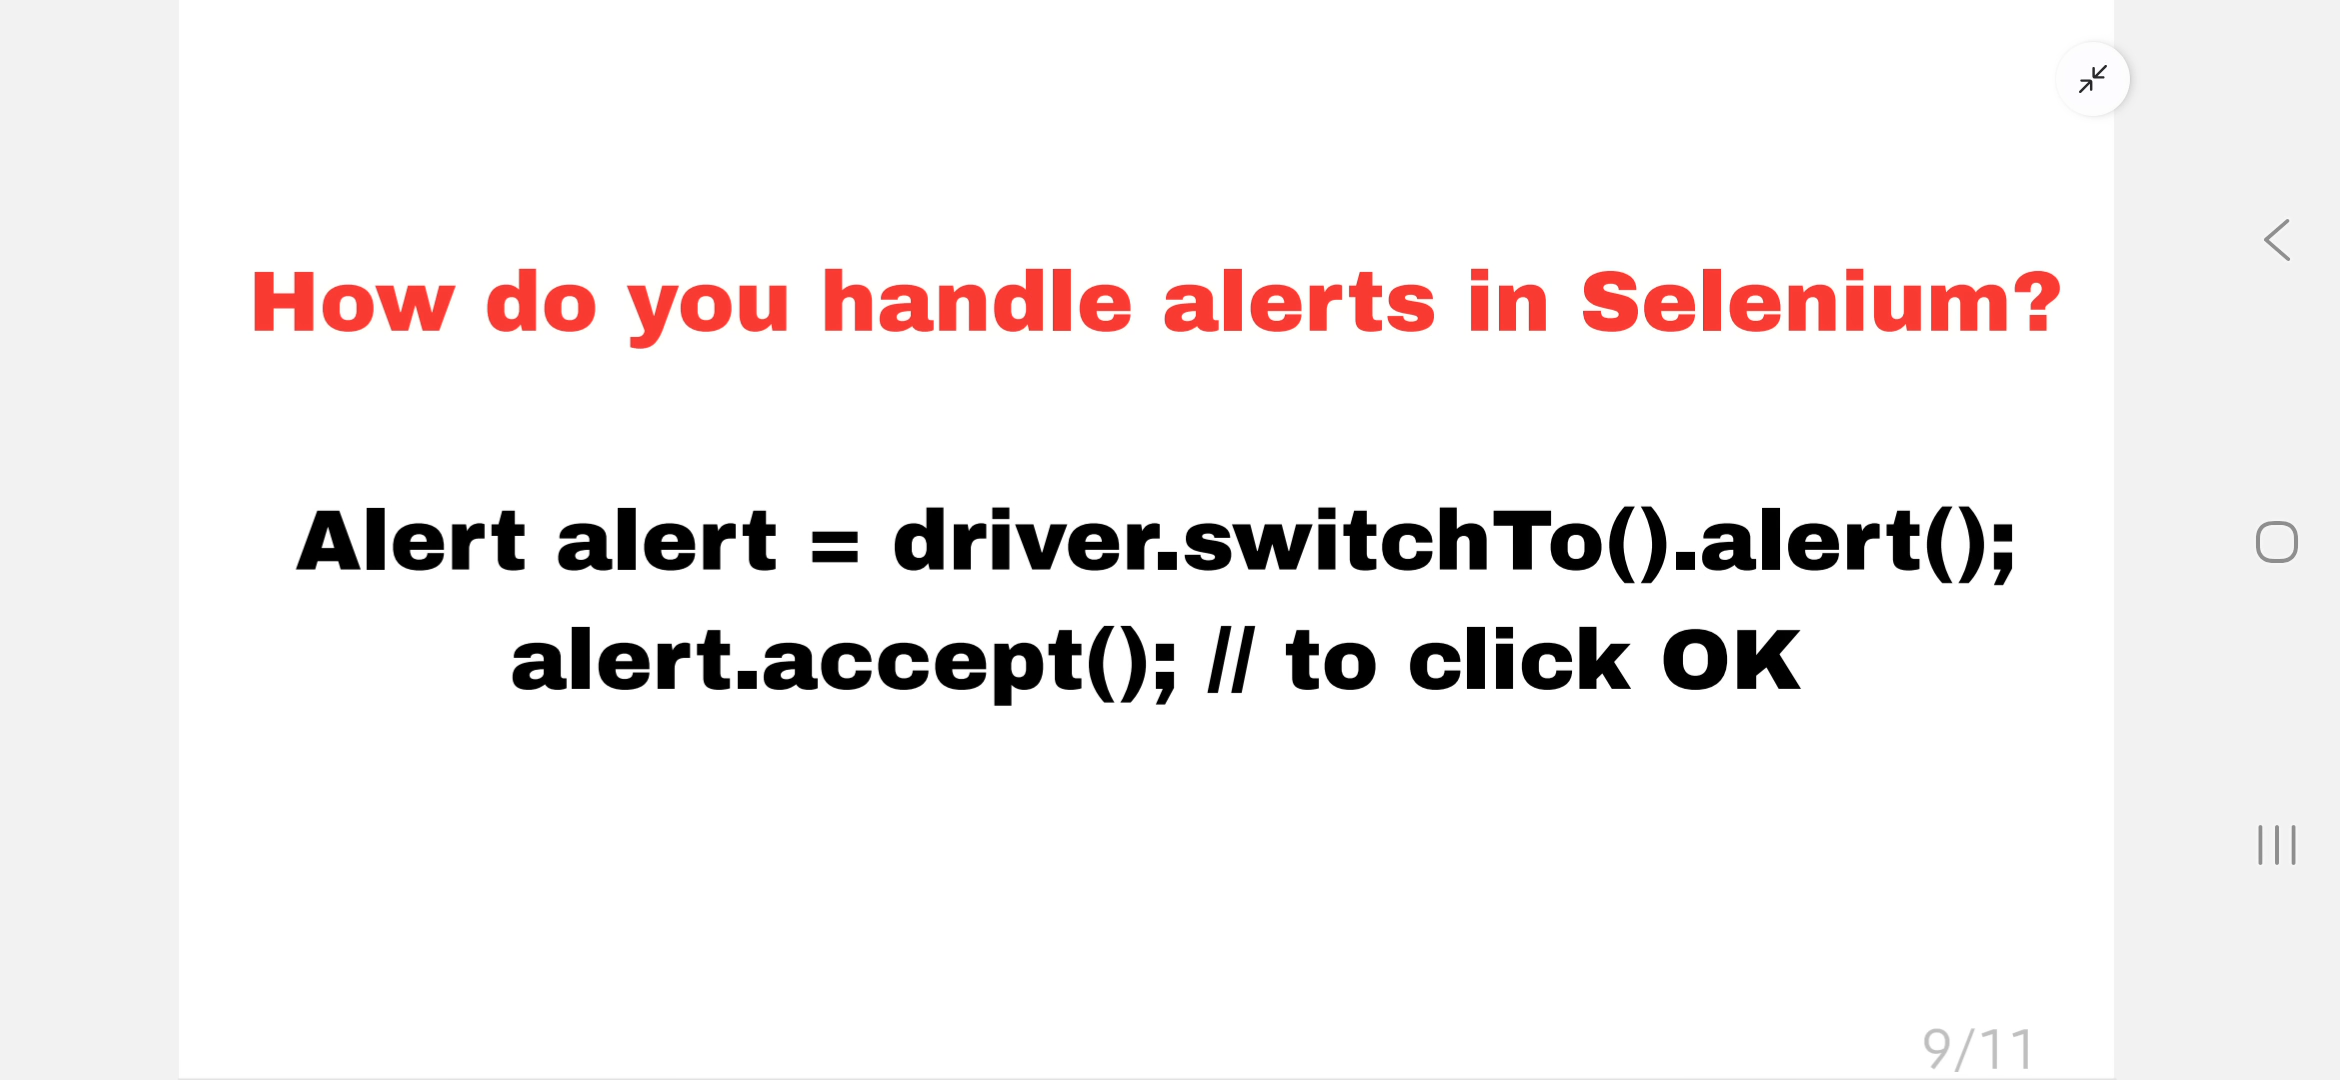 How do you handle alerts in Selenium?
Alert alert = driver.switchTo().alert();
alert.accept(); // to click OK
9/11